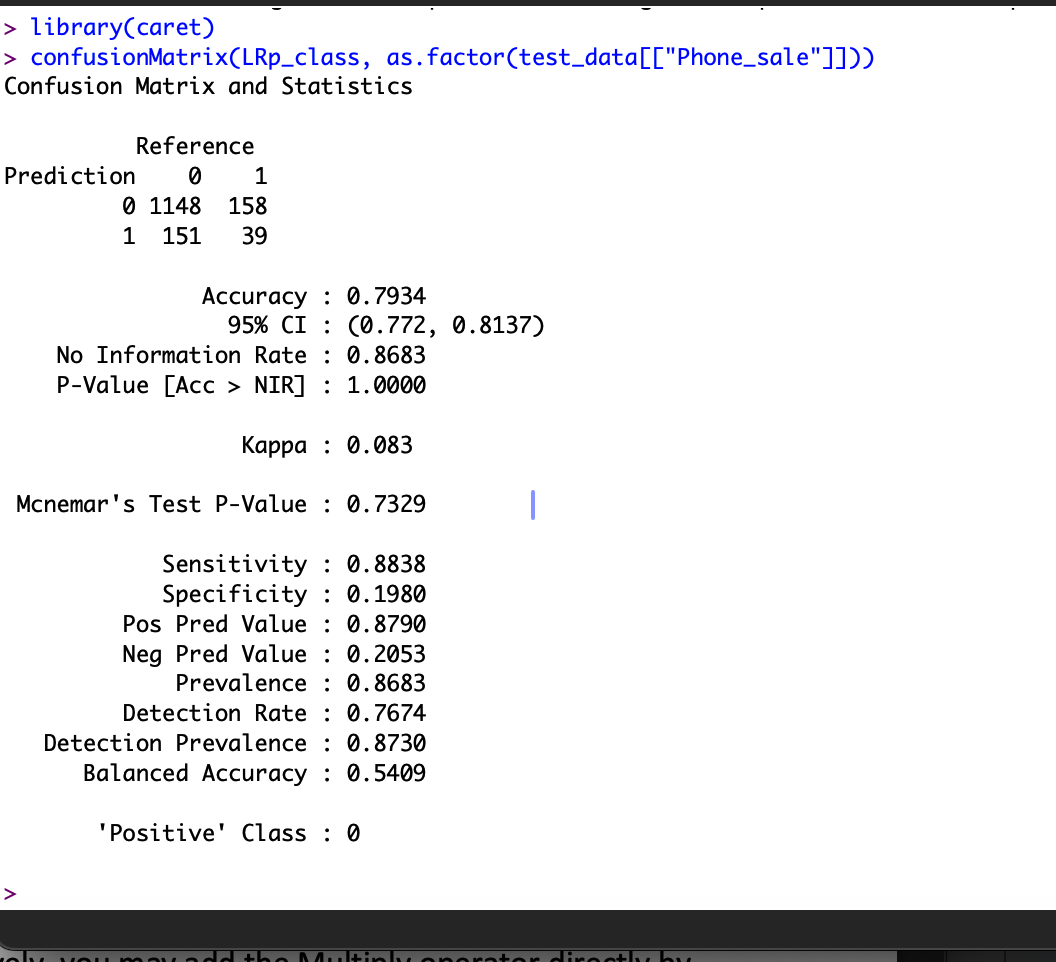 > library(caret)
> confusionMatrix(LRp_class, as.factor(test_data[["Phone_sale"]]))
Confusion Matrix and Statistics
Reference
Prediction 0 1
0 1148 158
1 151 39
Accuracy : 0.7934
95% CI : (0.772, 0.8137)
No Information Rate : 0.8683
P-Value [Acc > NIR] : 1.0000
Kappa : 0.083
Mcnemar's Test P-Value : 0.7329
Sensitivity : 0.8838
Specificity : 0.1980
Pos Pred Value : 0.8790
Neg Pred Value : 0.2053
Prevalence : 0.8683
Detection Rate : 0.7674
Detection Prevalence : 0.8730
Balanced Accuracy : 0.5409
'Positive' Class : 0
>
you may add the Multiply operator directly by